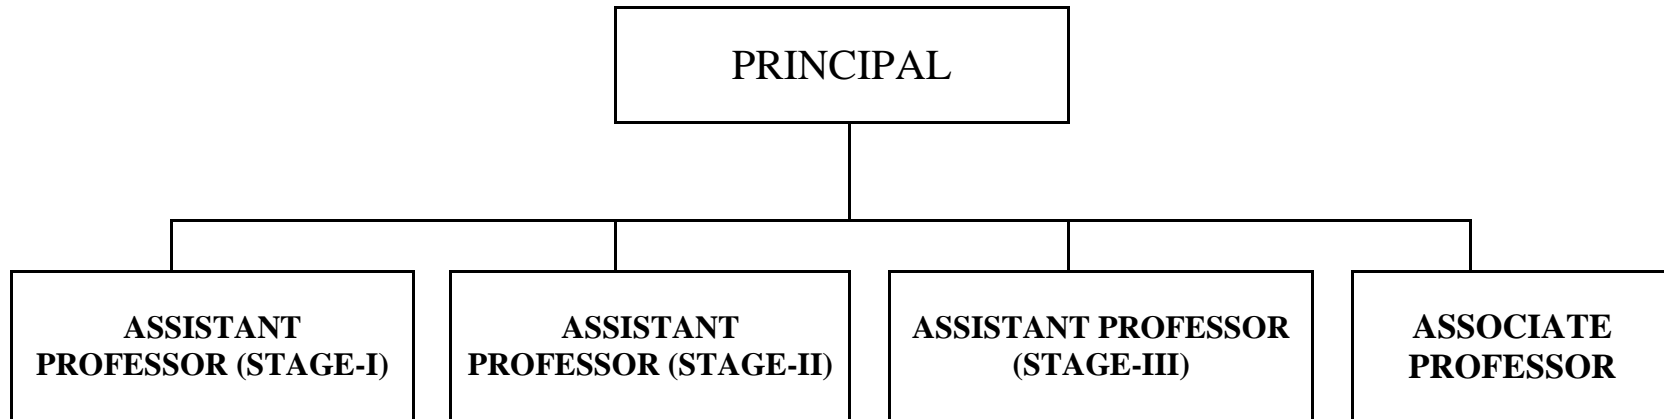 PRINCIPAL
ASSISTANT
PROFESSOR (STAGE-I)
ASSISTANT
PROFESSOR (STAGE-II)
ASSISTANT PROFESSOR
(STAGE-III)
ASSOCIATE
PROFESSOR